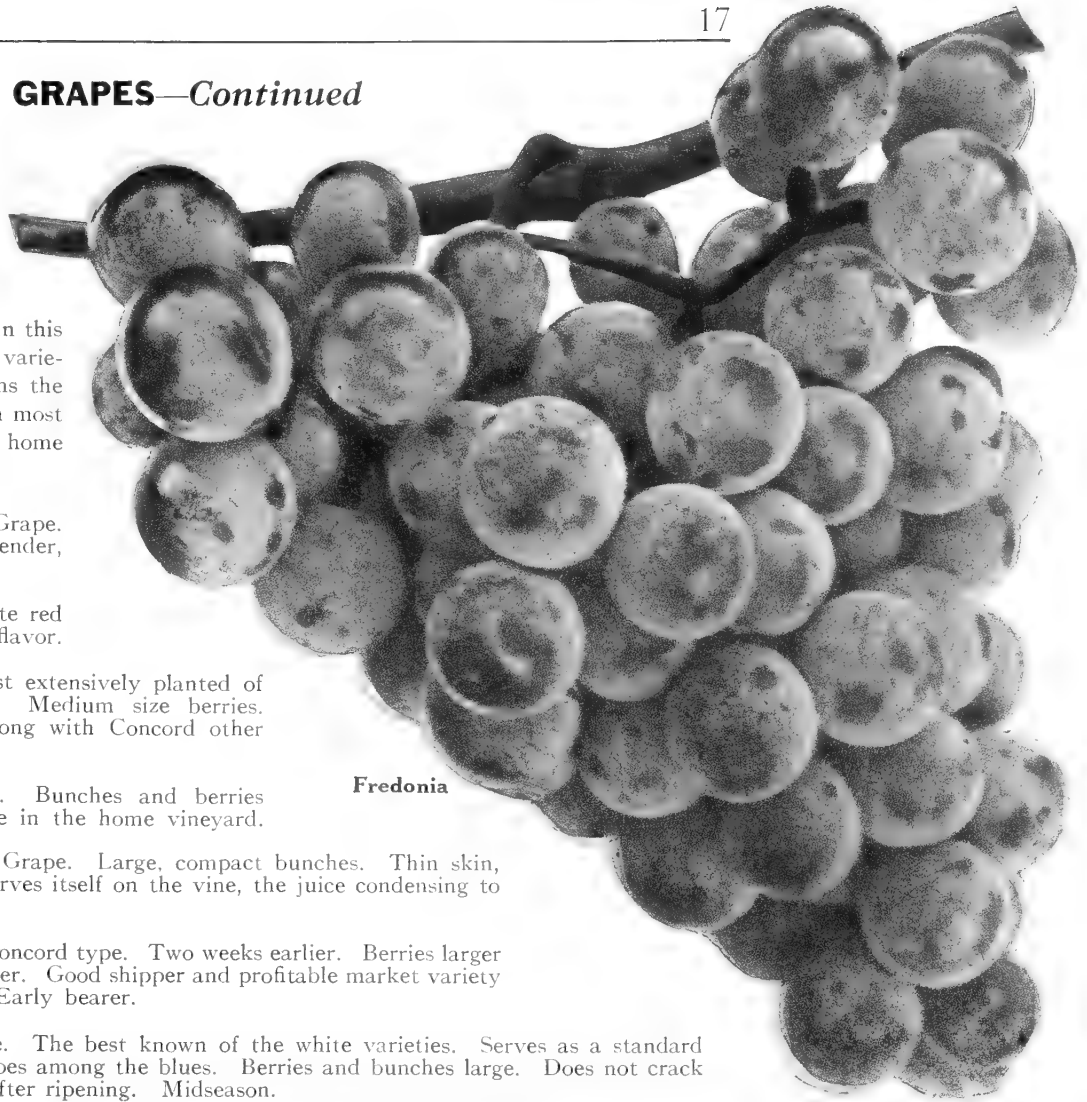 17
GRAPES—Continued
n this
varie-
ns the
most
home
Grape.
ender,
te red
flavor.
st extensively planted of
Medium size berries.
ong with Concord other
Fredonia
. Bunches and berries
e in the home vineyard.
Grape. Large, compact bunches. Thin skin,
rves itself on the vine, the juice condensing to
oncord type. Two weeks earlier. Berries larger
er. Good shipper and profitable market variety
Early bearer.
e. The best known of the white varieties. Serves as a standard
oes among the blues. Berries and bunches large. Does not crack
fter ripening. Midseason.